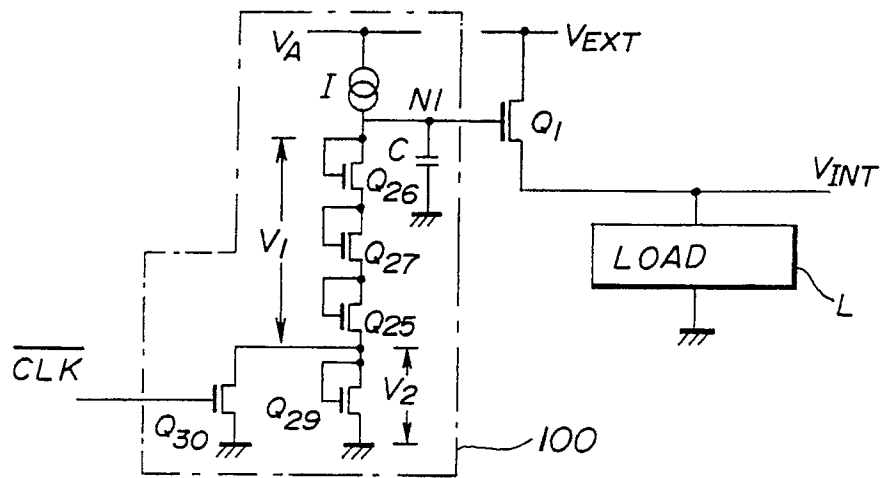 VA
VEXT
I
N1
Q1
C
Q26
VINT
V1
Q27
LOAD
Q25
L
CLK
V2
Q30
Q29
100